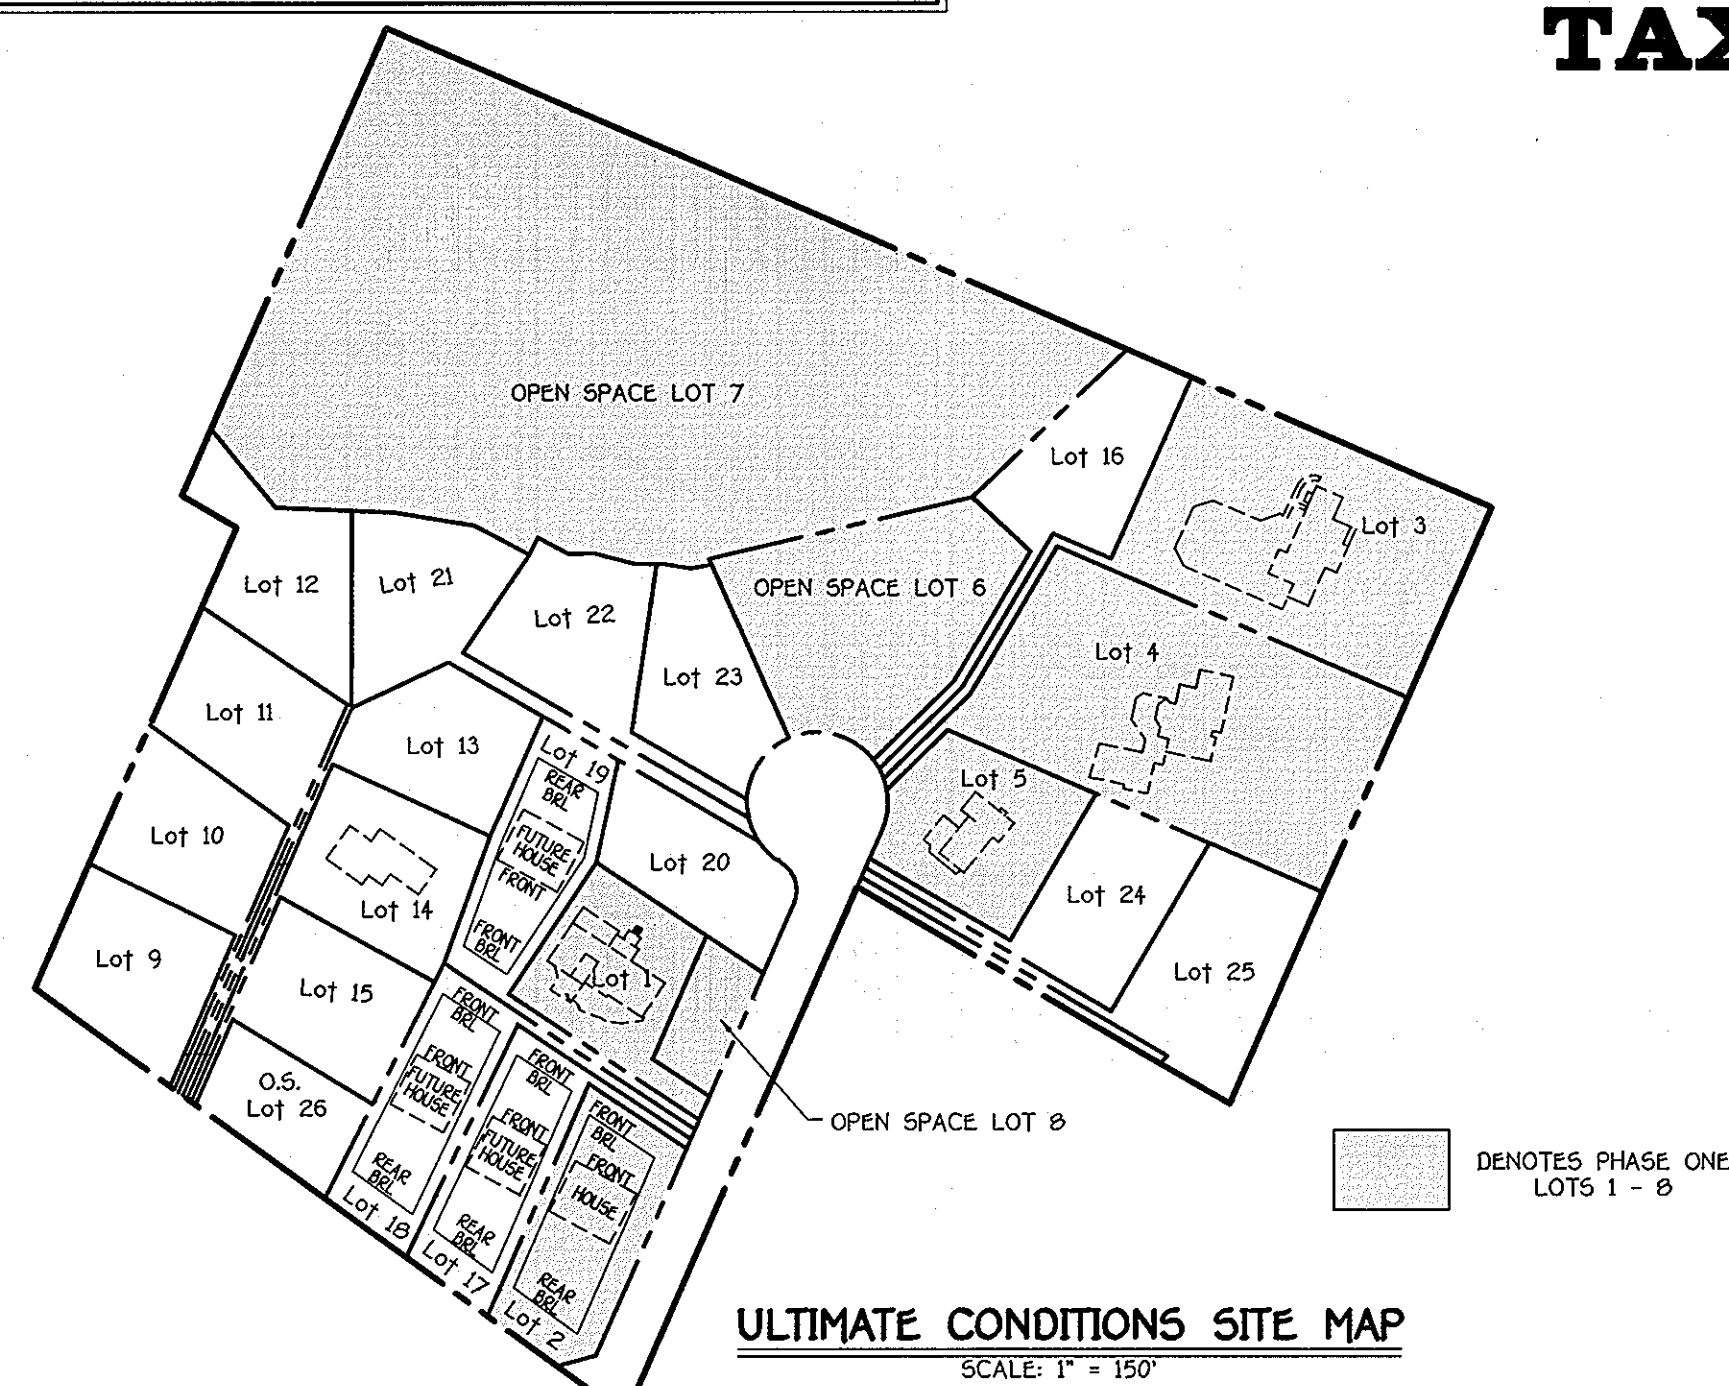 TAX
OPEN SPACE LOT 7
Lot 16
Lot 3
Lot 12
Lot 21
Lot 22
OPEN SPACE LOT 6
Lot 4
Lot 23
Lot 11
Lot 13
Lot 19
REAR
BRL
FUTURE
HOUSE
FRONT
FRONT
BRL
Lot 5
Lot 10
Lot 20
Lot 24
Lot 14
Lot 9
Lot 15
Lot 1
Lot 25
O.S.
Lot 26
FRONT
BRL
FRONT
FUTURE
HOUSE
REAR
BRL
Lot 18
FRONT
BRL
FRONT
FUTURE
HOUSE
REAR
BRL
Lot 17
FRONT
BRL
FRONT
HOUSE
REAR
BRL
Lot 2
OPEN SPACE LOT 8
DENOTES PHASE ONE
LOTS 1 - 8
ULTIMATE CONDITIONS SITE MAP
SCALE: 1" = 150'